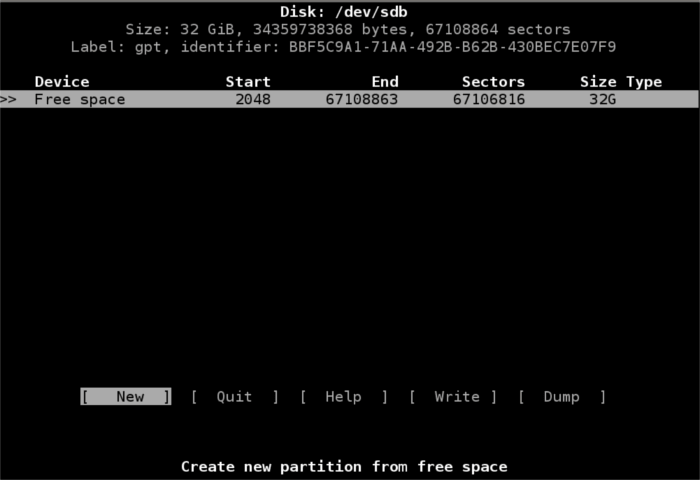 Disk: /dev/sdb
Size: 32 GiB, 34359738368 bytes, 67108864 sectors
Label: gpt, identifier: BBF5C9A1-71AA-492B-B62B-430BEC7E07F9
Device Start End Sectors Size Type
>> Free space 2048 67108863 67106816 32G
[ New ] [ Quit ] [ Help ] [ Write ] [ Dump ]
Create new partition from free space